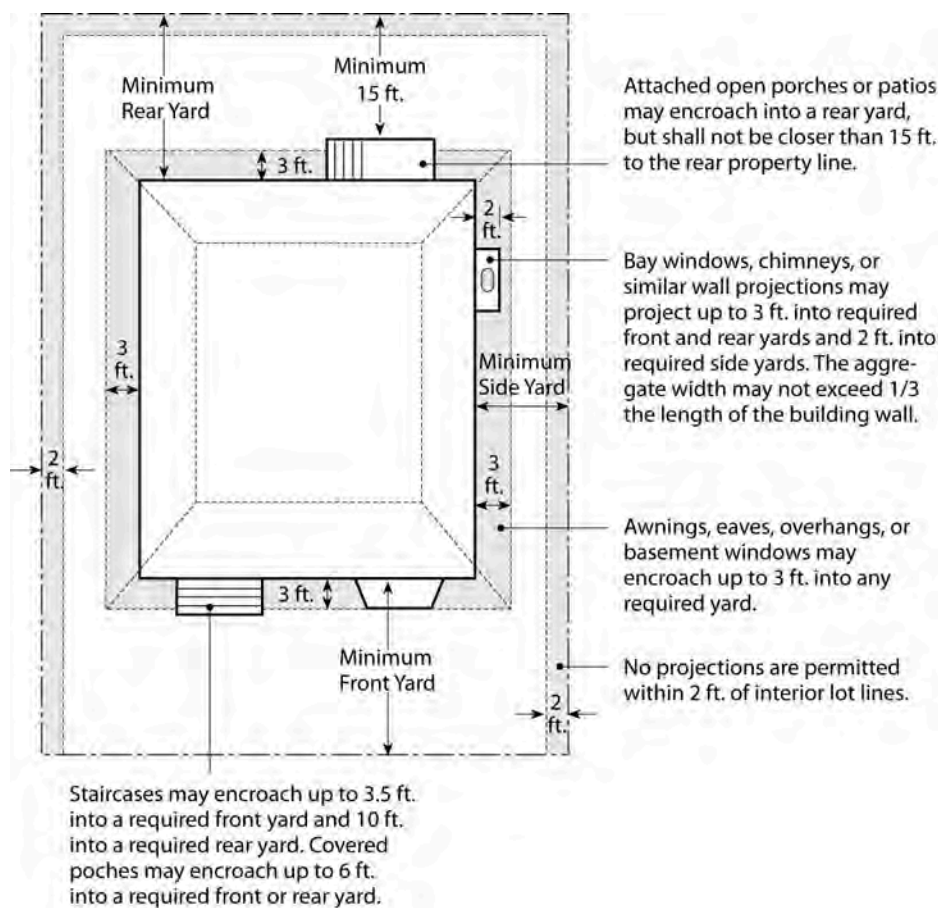 Minimum
Rear Yard
Minimum
15 ft.
Attached open porches or patios
may encroach into a rear yard,
but shall not be closer than 15 ft.
to the rear property line.
3 ft.
2
ft.
Bay windows, chimneys, or
similar wall projections may
project up to 3 ft. into required
front and rear yards and 2 ft. into
required side yards. The aggre-
gate width may not exceed 1/3
the length of the building wall.
3
ft.
Minimum
Side Yard
2
ft.
3
ft.
Awnings, eaves, overhangs, or
basement windows may
encroach up to 3 ft. into any
required yard.
3 ft.
Minimum
Front Yard
No projections are permitted
within 2 ft. of interior lot lines.
2
ft.
Staircases may encroach up to 3.5 ft.
into a required front yard and 10 ft.
into a required rear yard. Covered
poches may encroach up to 6 ft.
into a required front or rear yard.